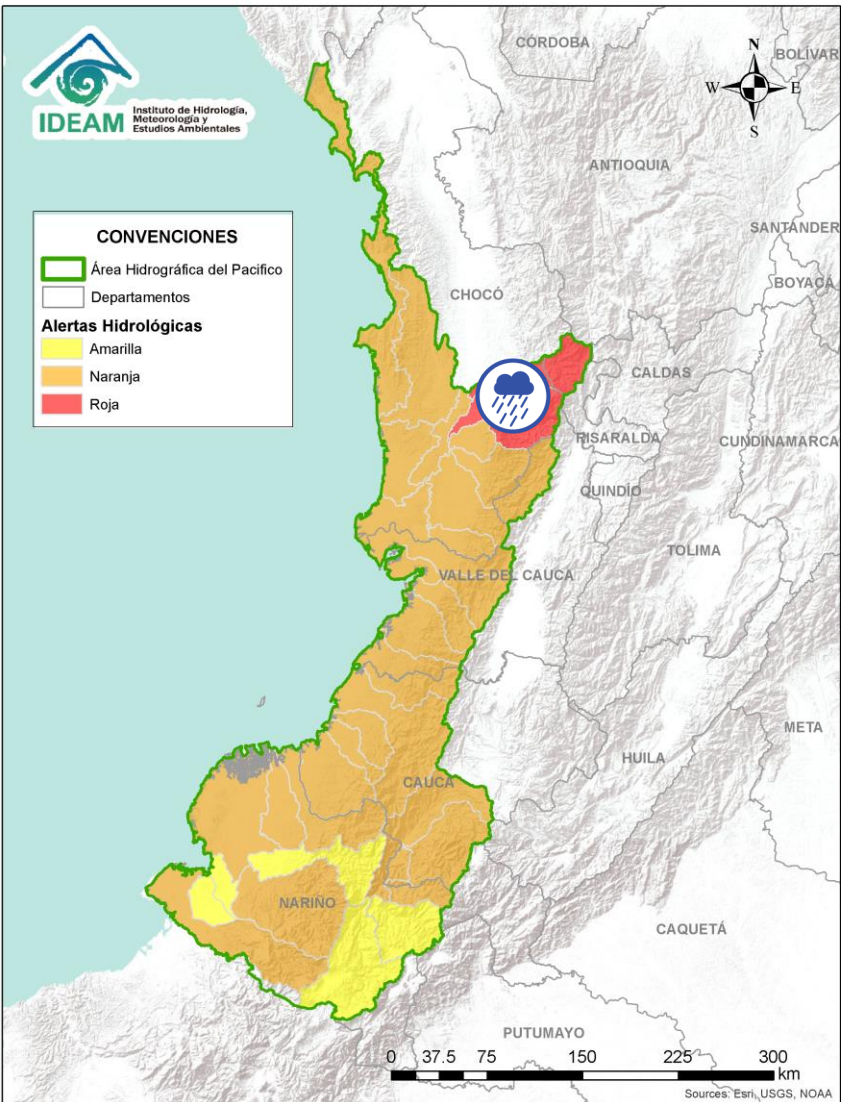 IDEAM
Instituto de Hidrología,
Meteorología y
Estudios Ambientales
CÓRDOBA
BOLIVAR
N
W
E
S
ANTIOQUIA
SANTANDER
BOYACÁ
CONVENCIONES
Área Hidrográfica del Pacifico
Departamentos
Alertas Hidrológicas
Amarilla
Naranja
Roja
CHOCÓ
CALDAS
RISARALDA
CUNDINAMARCA
QUINDÍO
TOLIMA
VALLE DEL CAUCA
META
HUILA
CAUCA
NARIÑO
CAQUETÁ
PUTUMAYO
0 37.5 75 150 225 300
km
Sources: Esri, USGS, NOAA